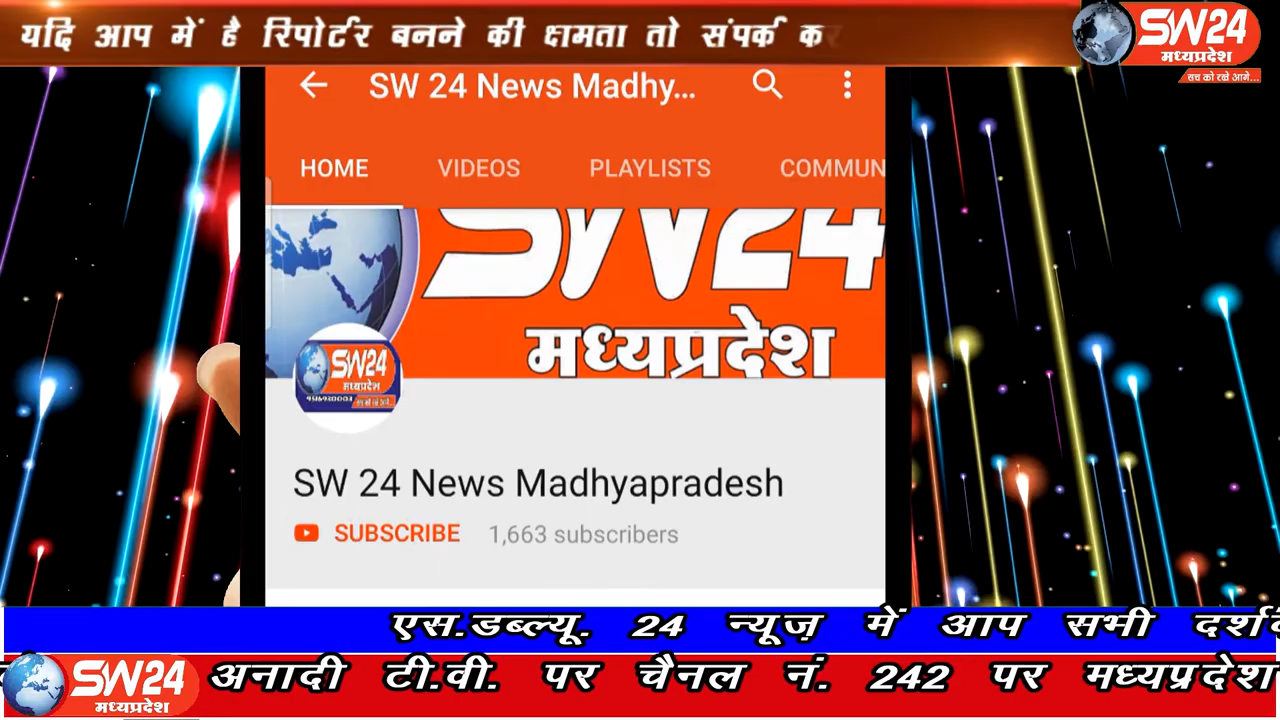 यदि आप में है रिपोर्टर बनने की क्षमता तो संपर्क
SW24
मध्यप्रदेश
सच को रखे आगे...
SW 24 News Madhy...
HOME VIDEOS PLAYLISTS COMMUN
SW24
मध्यप्रदेश
SW24
मध्यप्रदेश
SW 24 News Madhyapradesh
SUBSCRIBE 1,663 subscribers
एस.डब्ल्यू. 24 न्यूज़ में आप सभी
अनादी टी.वी. पर चैनल नं. 242 पर मध्यप्रदेश
SW24
मध्यप्रदेश